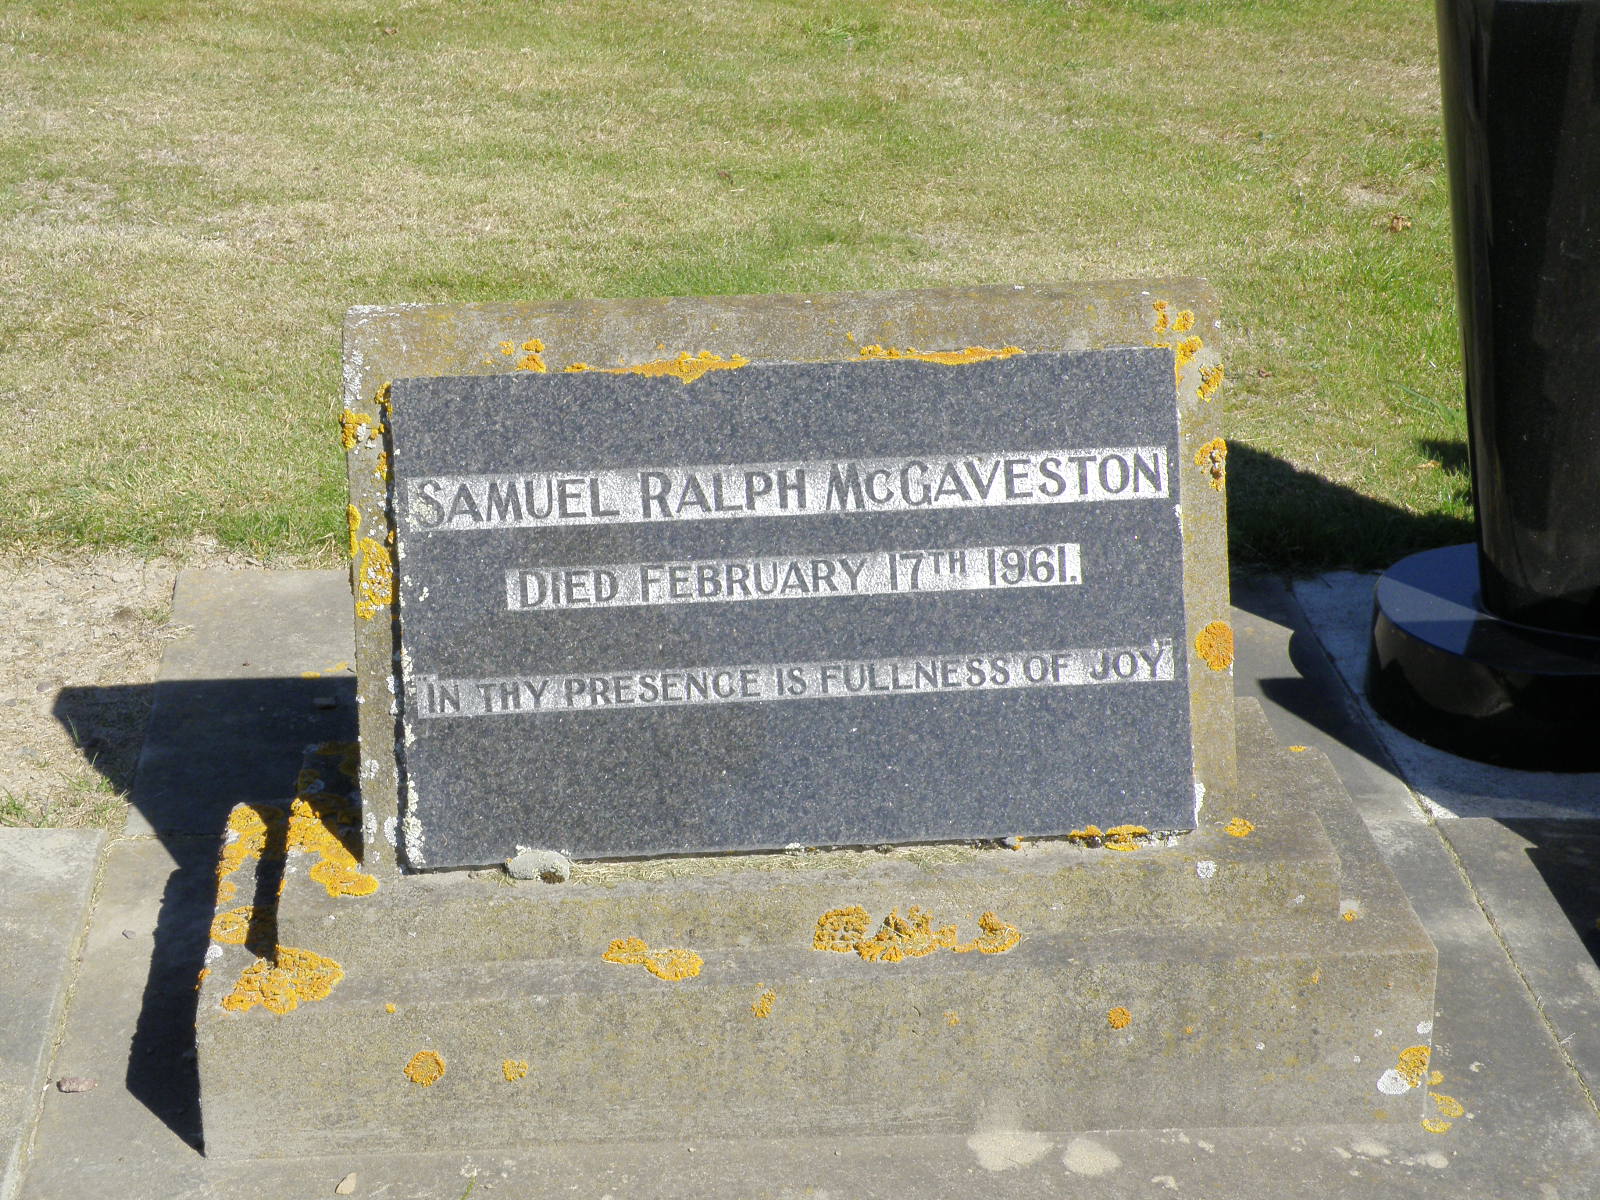 SAMUEL RALPH McGAVESTON
DIED FEBRUARY 17TH 1961.
"IN THY PRESENCE IS FULLNESS OF JOY"